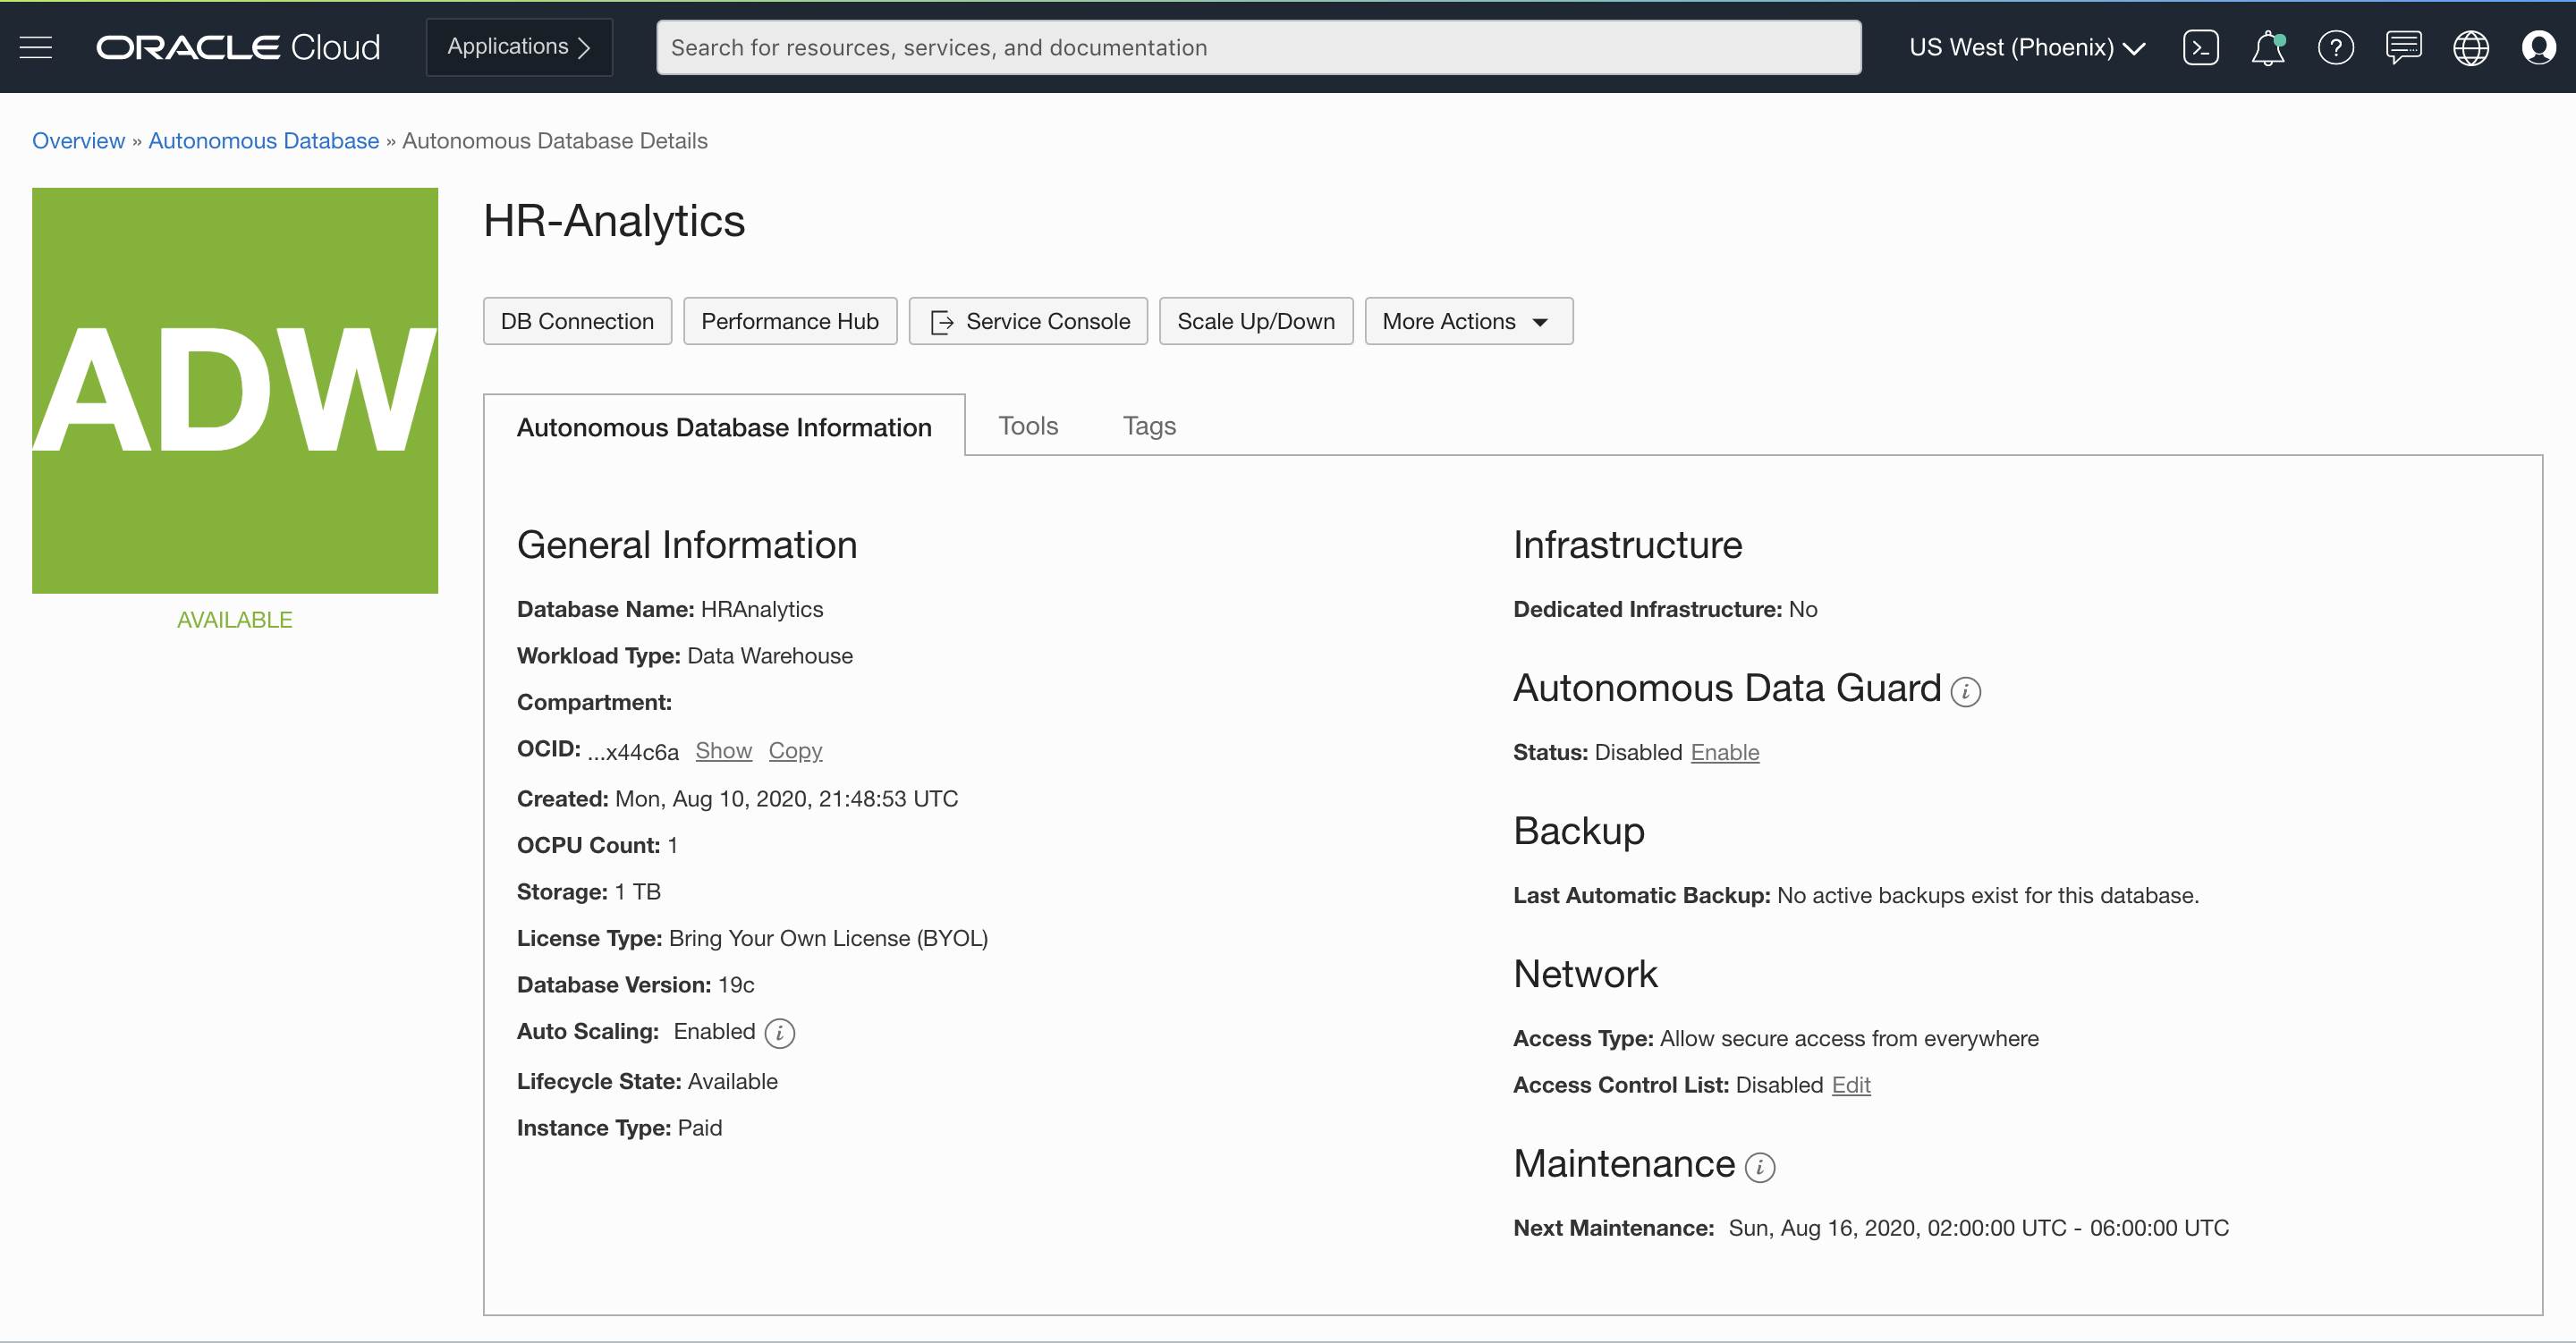 ORACLE Cloud
Applications
Search for resources, services, and documentation
US West (Phoenix)
Overview » Autonomous Database » Autonomous Database Details
ADW
AVAILABLE
HR-Analytics
DB Connection
Performance Hub
Service Console
Scale Up/Down
More Actions
Autonomous Database Information
Tools
Tags
General Information
Database Name: HRAnalytics
Workload Type: Data Warehouse
Compartment:
OCID: ...x44c6a Show Copy
Created: Mon, Aug 10, 2020, 21:48:53 UTC
OCPU Count: 1
Storage: 1 TB
License Type: Bring Your Own License (BYOL)
Database Version: 19c
Auto Scaling: Enabled i
Lifecycle State: Available
Instance Type: Paid
Infrastructure
Dedicated Infrastructure: No
Autonomous Data Guard i
Status: Disabled Enable
Backup
Last Automatic Backup: No active backups exist for this database.
Network
Access Type: Allow secure access from everywhere
Access Control List: Disabled Edit
Maintenance i
Next Maintenance: Sun, Aug 16, 2020, 02:00:00 UTC - 06:00:00 UTC